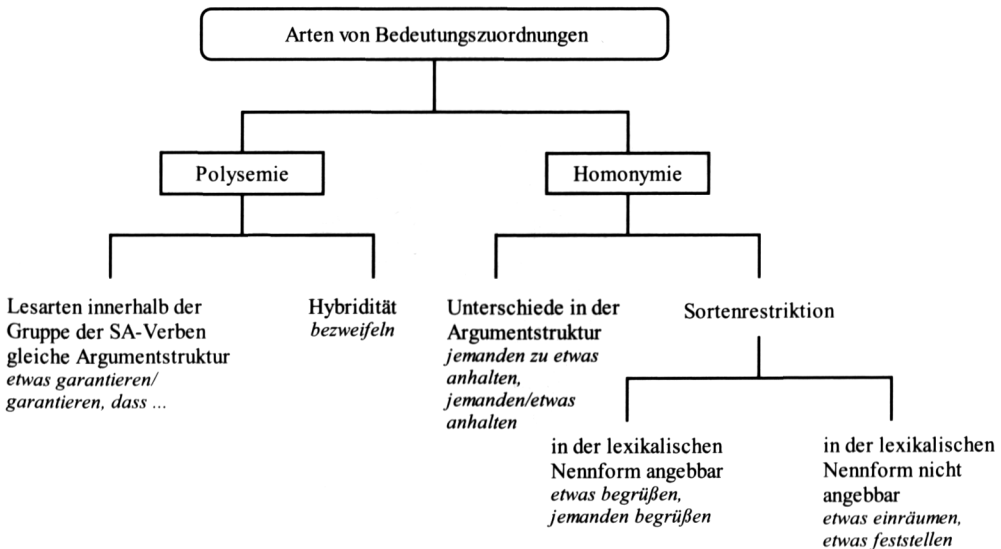 Arten von Bedeutungszuordnungen
Polysemie
Homonymie
Lesarten innerhalb der
Gruppe der SA-Verben
gleiche Argumentstruktur
etwas garantieren/
garantieren, dass ...
Hybridität
bezweifeln
Unterschiede in der
Argumentstruktur
jemanden zu etwas
anhalten,
jemanden/etwas
anhalten
Sortenrestriktion
in der lexikalischen
Nennform angebbar
etwas begrüßen,
jemanden begrüßen
in der lexikalischen
Nennform nicht
angebbar
etwas einräumen,
etwas feststellen